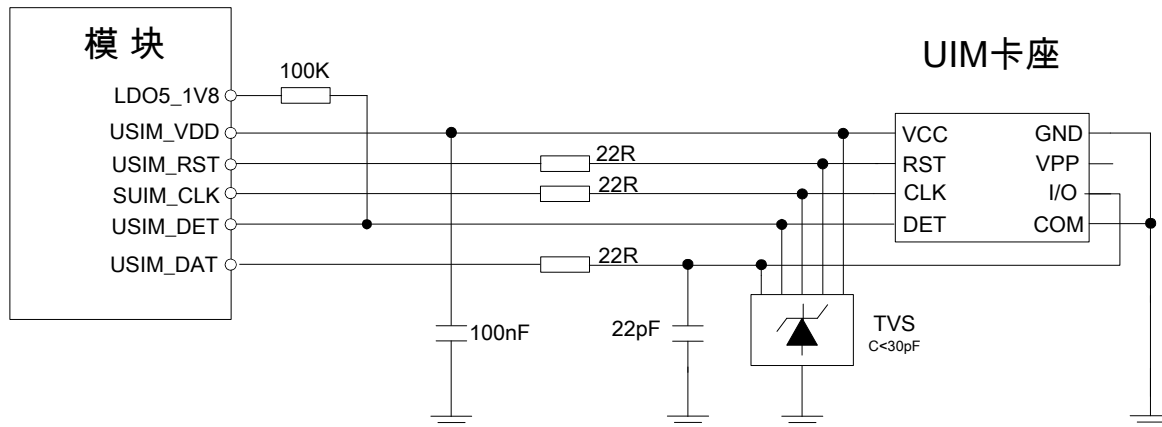 模 块
UIM卡座
100K
LDO5_1V8
USIM_VDD
USIM_RST
SUIM_CLK
USIM_DET
USIM_DAT
22R
22R
22R
VCC
RST
CLK
DET
GND
VPP
I/O
COM
100nF
22pF
TVS
C<30pF